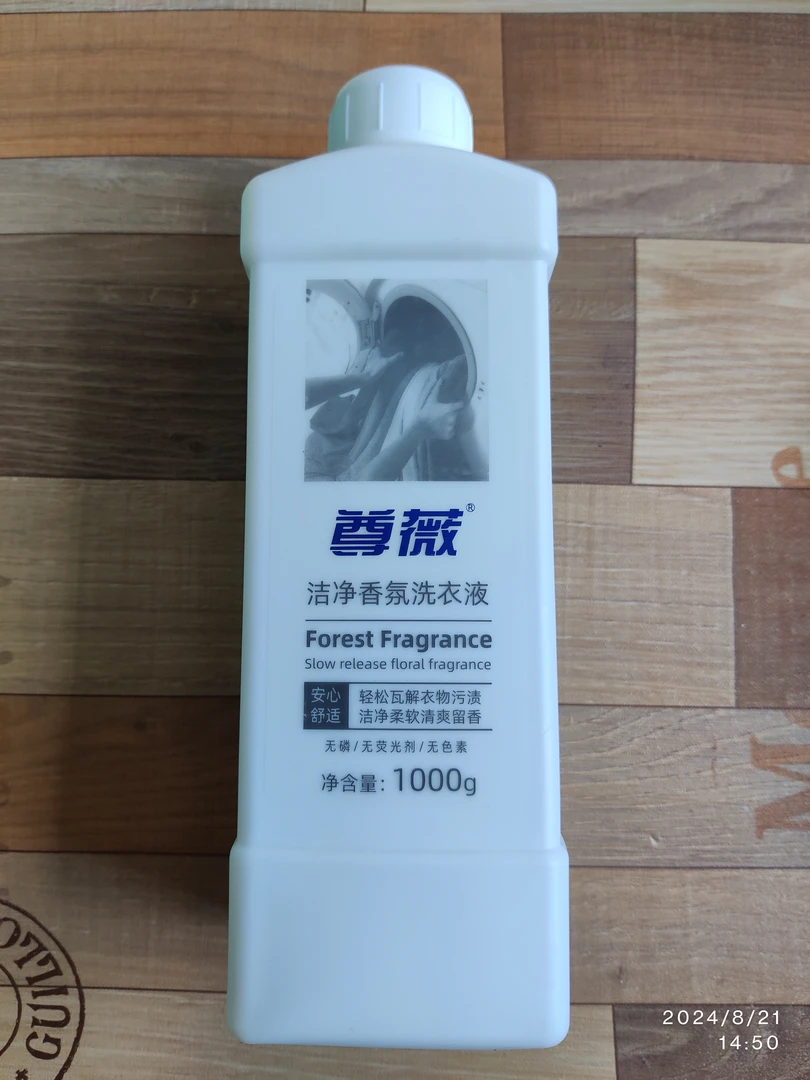 尊薇®
洁净香氛洗衣液
Forest Fragrance
Slow release floral fragrance
安心
舒适
轻松瓦解衣物污渍
洁净柔软清爽留香
无磷/无荧光剂/无色素
净含量：1000g
2024/8/21
14:50